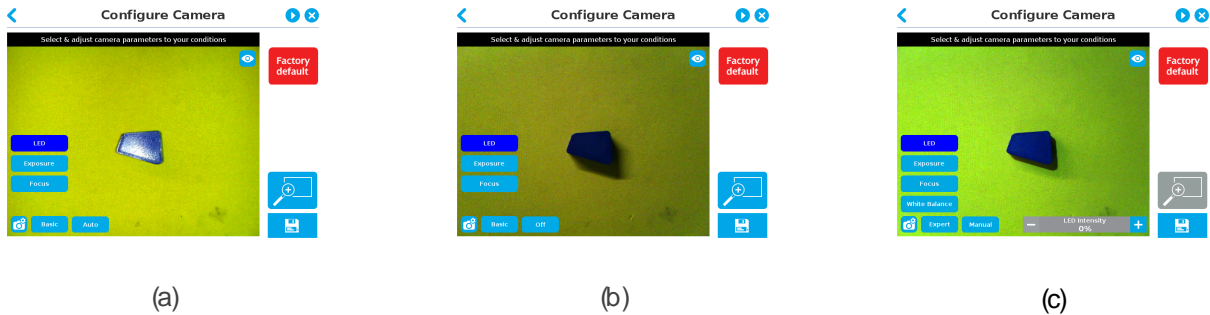 Configure Camera
Select & adjust camera parameters to your conditions
Factory
default
LED
Exposure
Focus
Basic Auto
(a)
Configure Camera
Select & adjust camera parameters to your conditions
Factory
default
LED
Exposure
Focus
Basic Off
(b)
Configure Camera
Select & adjust camera parameters to your conditions
Factory
default
LED
Exposure
Focus
White Balance
Expert Manual
LED Intensity
0%
(c)